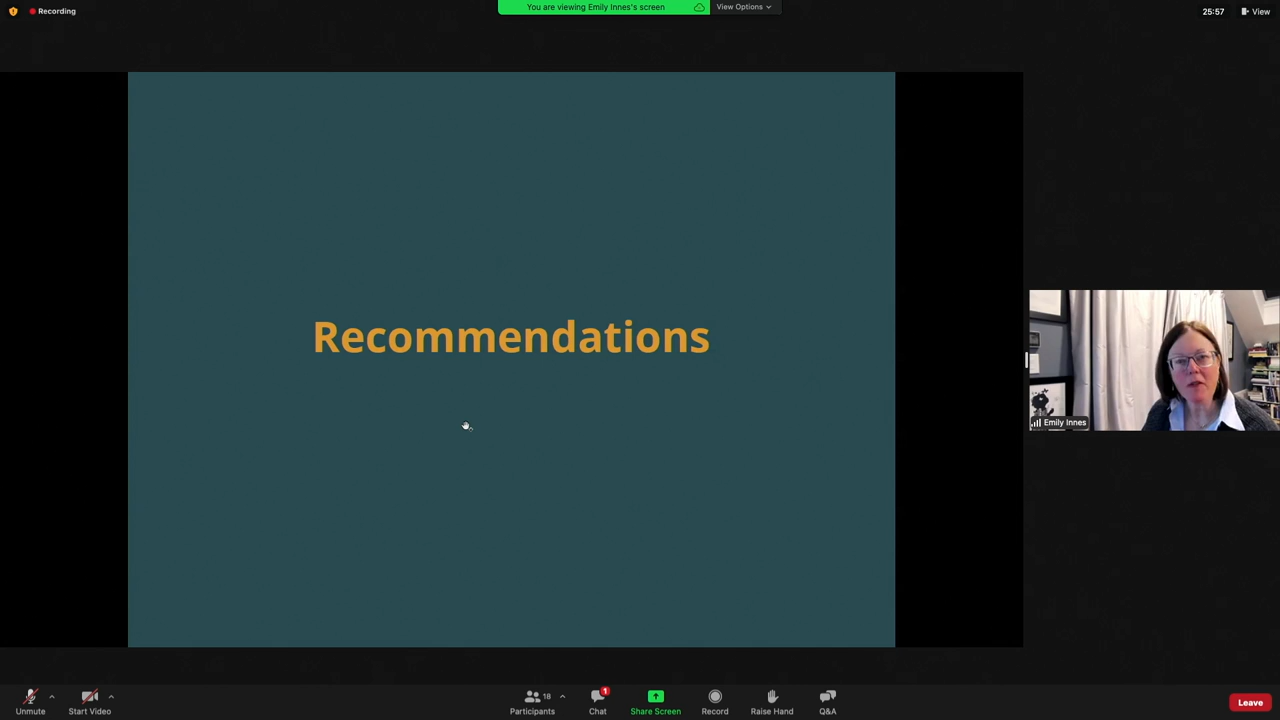 Recording
You are viewing Emily Innes's screen
View Options
25:57
View
Recommendations
Emily Innes
Unmute
Start Video
18
Participants
1
Chat
Share Screen
Record
Raise Hand
Q&A
Leave